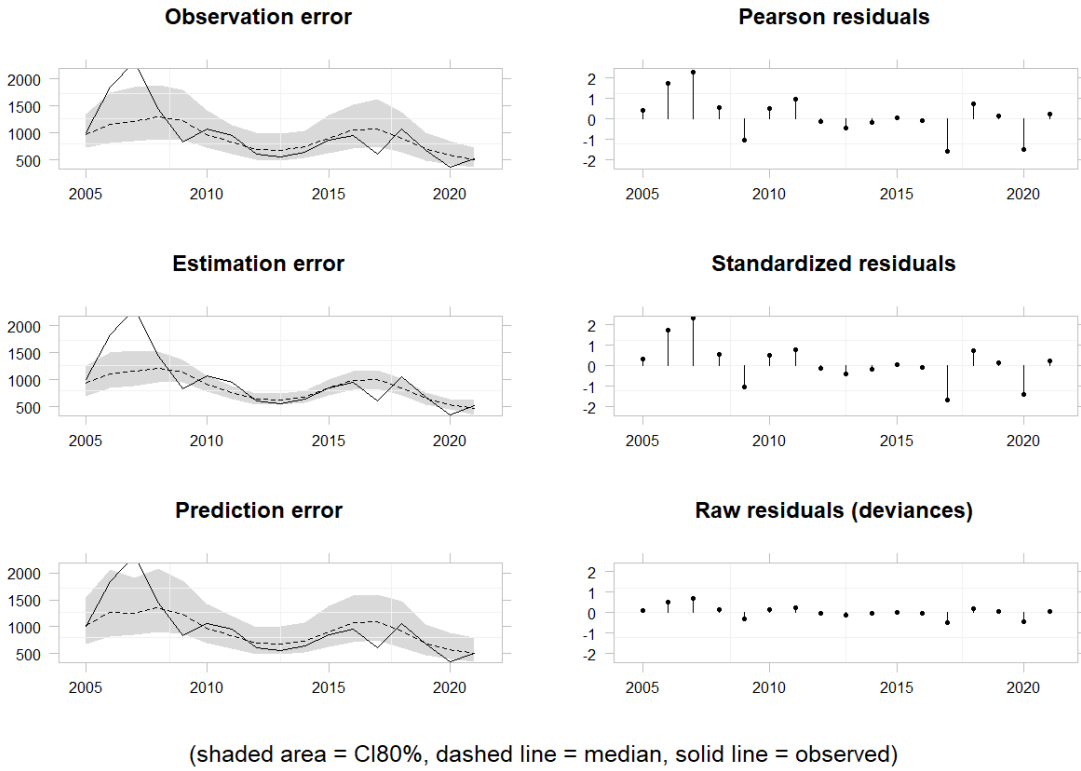 Observation error
2000
1500
1000
500
2005 2010 2015 2020
Pearson residuals
2
1
0
-1
-2
2005 2010 2015 2020
Estimation error
2000
1500
1000
500
2005 2010 2015 2020
Standardized residuals
2
1
0
-1
-2
2005 2010 2015 2020
Prediction error
2000
1500
1000
500
2005 2010 2015 2020
Raw residuals (deviances)
2
1
0
-1
-2
2005 2010 2015 2020
(shaded area = CI80%, dashed line = median, solid line = observed)